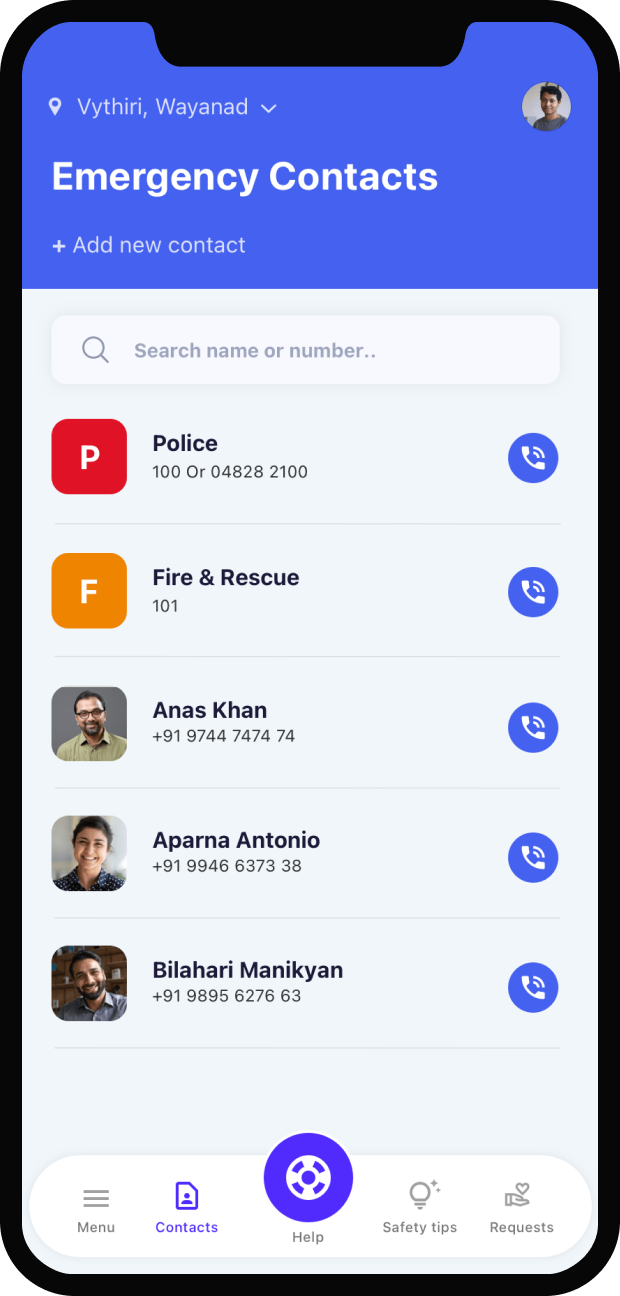 Vythiri, Wayanad
Emergency Contacts
+ Add new contact
Search name or number..
P
Police
100 Or 04828 2100
F
Fire & Rescue
101
Anas Khan
+91 9744 7474 74
Aparna Antonio
+91 9946 6373 38
Bilahari Manikyan
+91 9895 6276 63
Menu
Contacts
Help
Safety tips
Requests